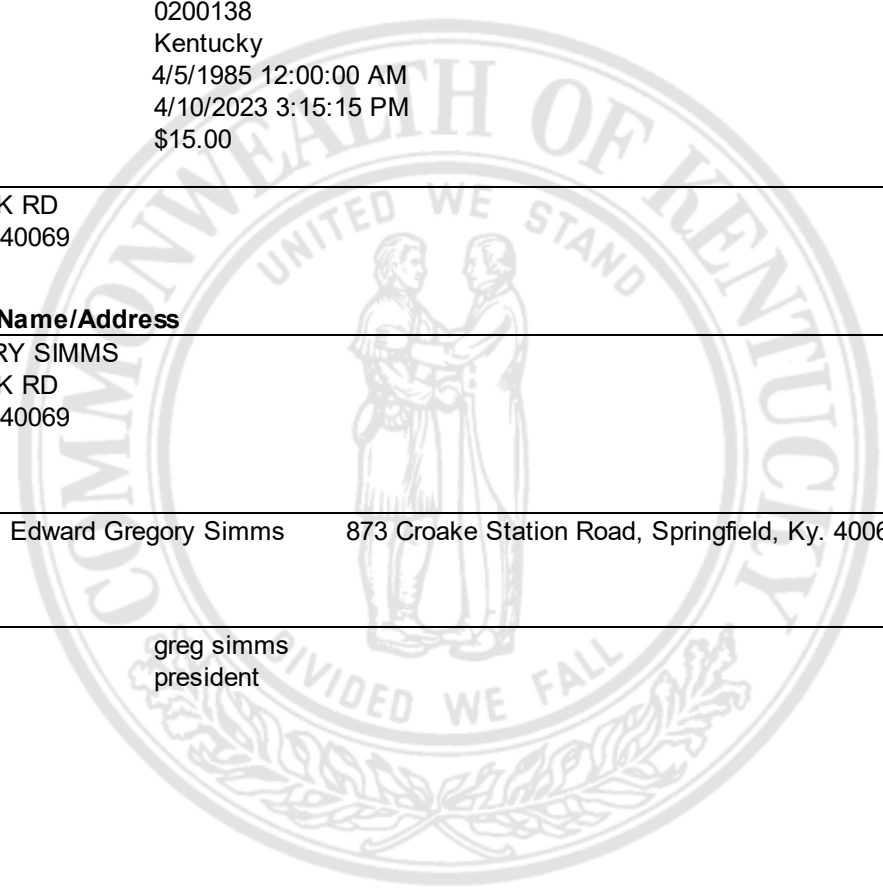 0200138
Kentucky
4/5/1985 12:00:00 AM
4/10/2023 3:15:15 PM
$15.00
K RD
40069
Name/Address
RY SIMMS
K RD
40069
Edward Gregory Simms 873 Croake Station Road, Springfield, Ky. 4006
greg simms
president
COMMONWEALTH OF KENTUCKY
UNITED WE STAND
DIVIDED WE FALL